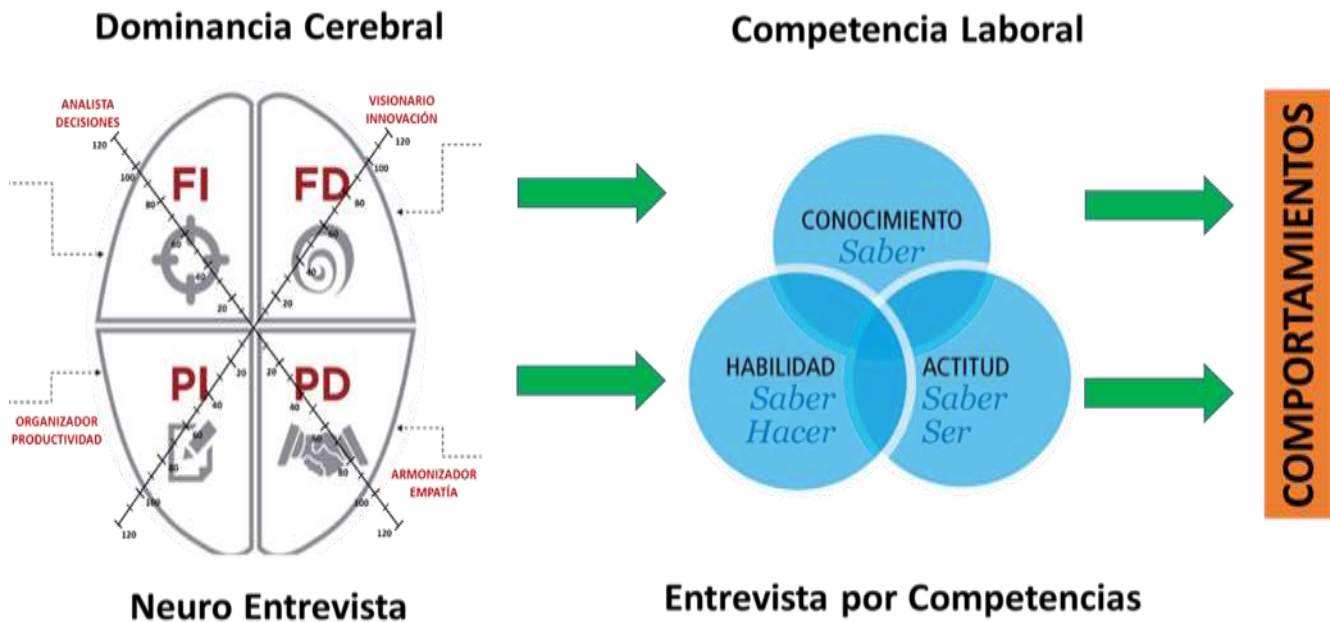 Dominancia Cerebral
Competencia Laboral
ANALISTA
DECISIONES
VISIONARIO
INNOVACIÓN
120
100
80
60
40
20
120
100
80
60
40
20
FI
FD
PI
PD
20
40
60
80
100
120
20
40
60
80
100
120
ORGANIZADOR
PRODUCTIVIDAD
ARMONIZADOR
EMPATÍA
CONOCIMIENTO
Saber
HABILIDAD
Saber
Hacer
ACTITUD
Saber
Ser
COMPORTAMIENTOS
Neuro Entrevista
Entrevista por Competencias